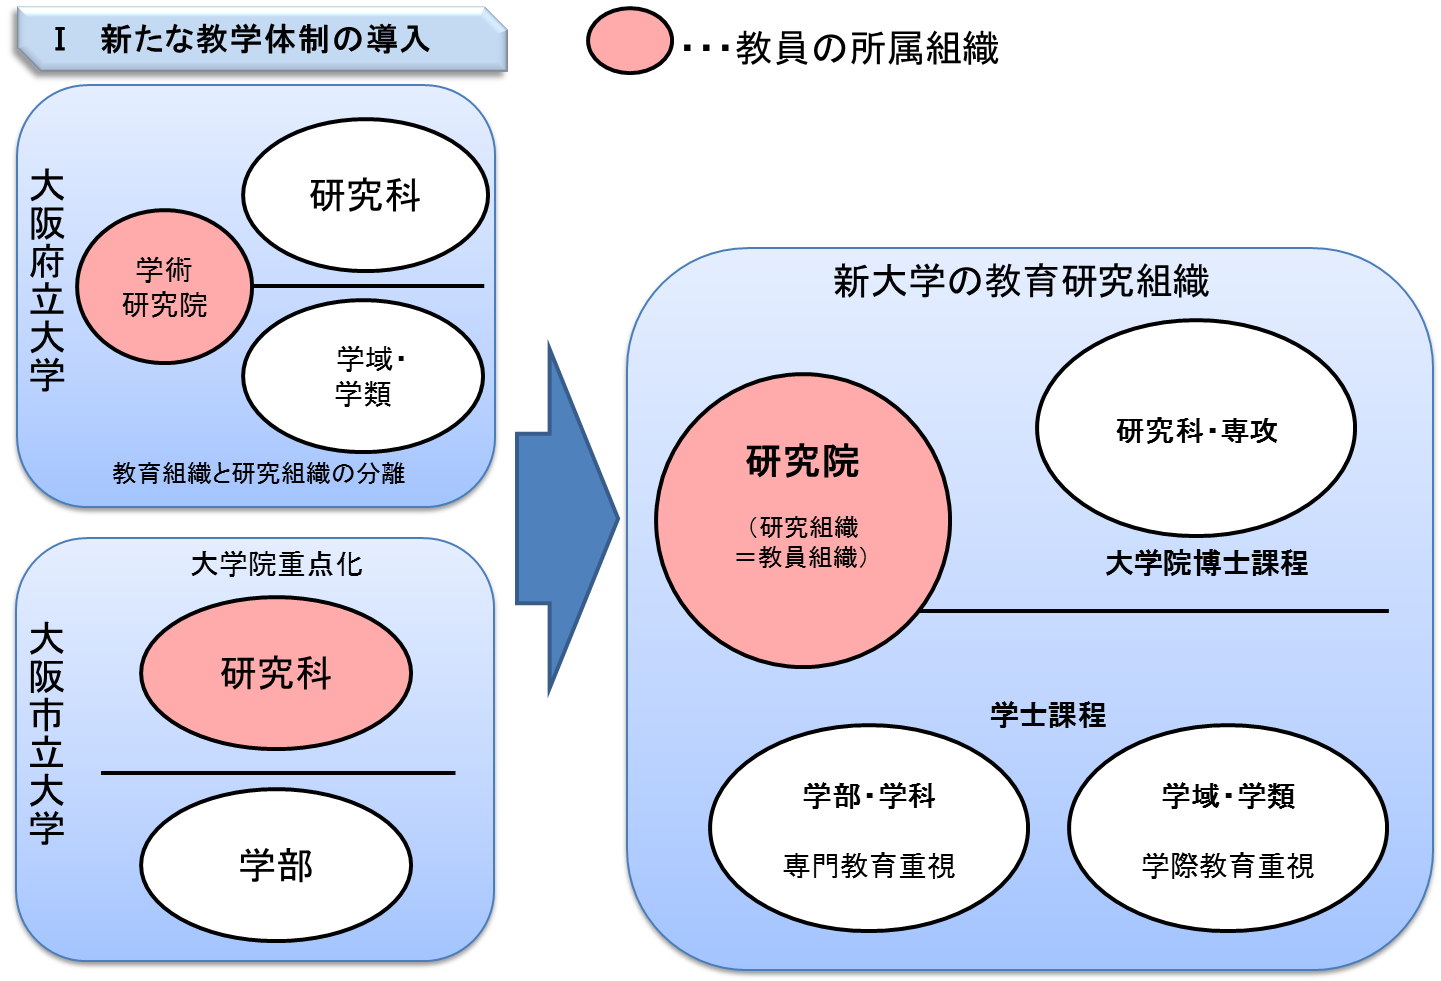 Ⅰ　新たな教学体制の導入
・・・教員の所属組織
大阪府立大学
研究科
学術
研究院
学域・
学類
教育組織と研究組織の分離
大学院重点化
大阪市立大学
研究科
学部
新大学の教育研究組織
研究院
（研究組織
＝教員組織）
研究科・専攻
大学院博士課程
学士課程
学部・学科
専門教育重視
学域・学類
学際教育重視